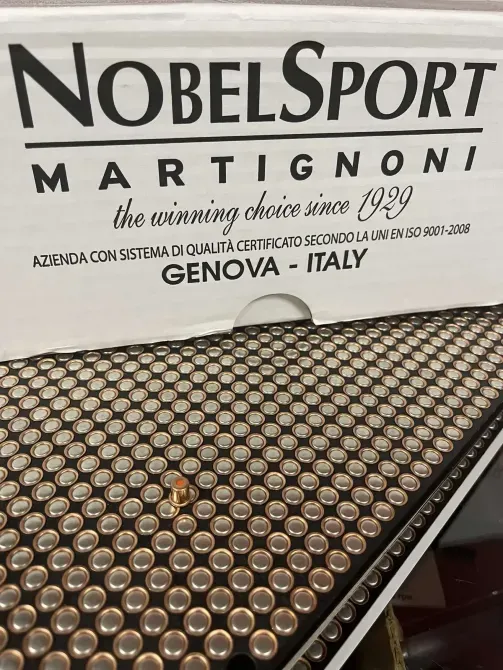 NOBELSPORT
MARTIGNONI
the winning choice since 1929
AZIENDA CON SISTEMA DI QUALITÀ CERTIFICATO SECONDO LA UNI EN ISO 9001-2008
GENOVA - ITALY